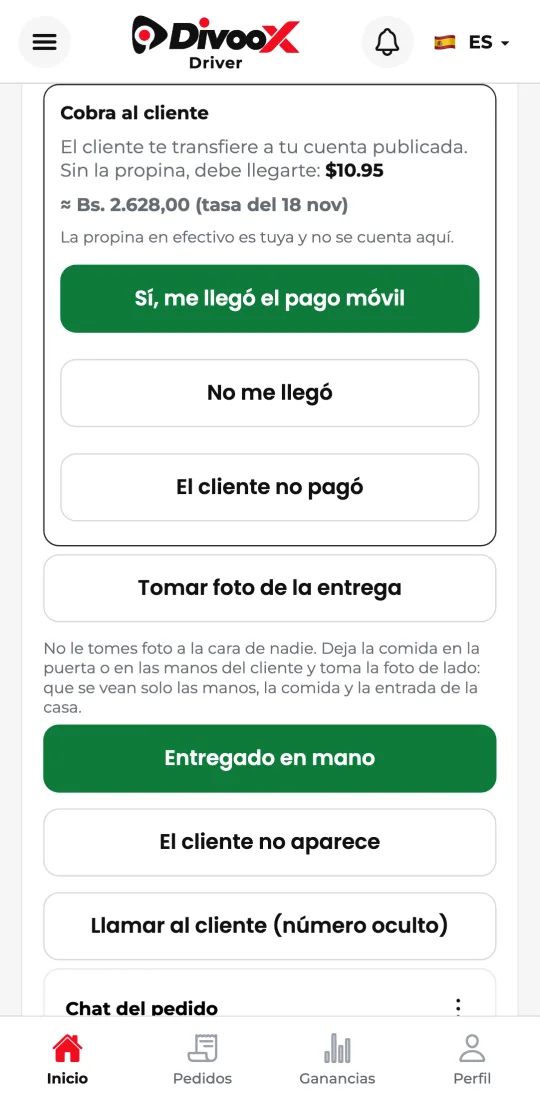 DivooX
Driver
ES
Cobra al cliente
El cliente te transfiere a tu cuenta publicada.
Sin la propina, debe llegarte: $10.95
≈ Bs. 2.628,00 (tasa del 18 nov)
La propina en efectivo es tuya y no se cuenta aquí.
Sí, me llegó el pago móvil
No me llegó
El cliente no pagó
Tomar foto de la entrega
No le tomes foto a la cara de nadie. Deja la comida en la
puerta o en las manos del cliente y toma la foto de lado:
que se vean solo las manos, la comida y la entrada de la
casa.
Entregado en mano
El cliente no aparece
Llamar al cliente (número oculto)
Chat del pedido
Inicio
Pedidos
Ganancias
Perfil